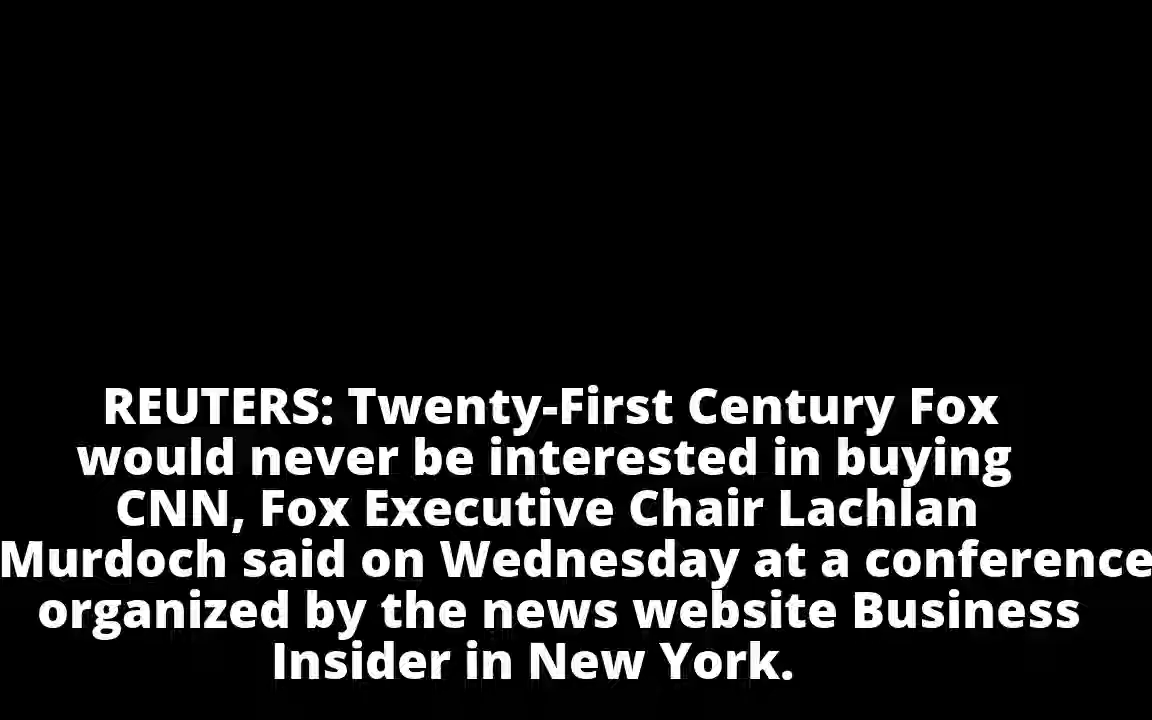 REUTERS: Twenty-First Century Fox
would never be interested in buying
CNN, Fox Executive Chair Lachlan
Murdoch said on Wednesday at a conference
organized by the news website Business
Insider in New York.